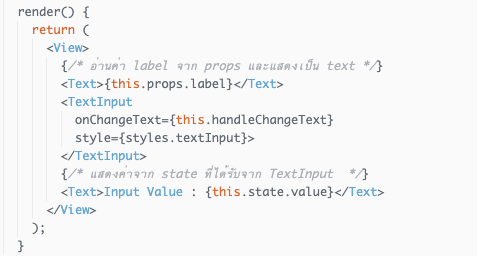 render() {
return (
<View>
{/* อ่านค่า label จาก props และแสดงเป็น text */}
<Text>{this.props.label}</Text>
<TextInput
onChangeText={this.handleChangeText}
style={styles.textInput}>
</TextInput>
{/* แสดงค่าจาก state ที่ได้รับจาก TextInput */}
<Text>Input Value : {this.state.value}</Text>
</View>
);
}